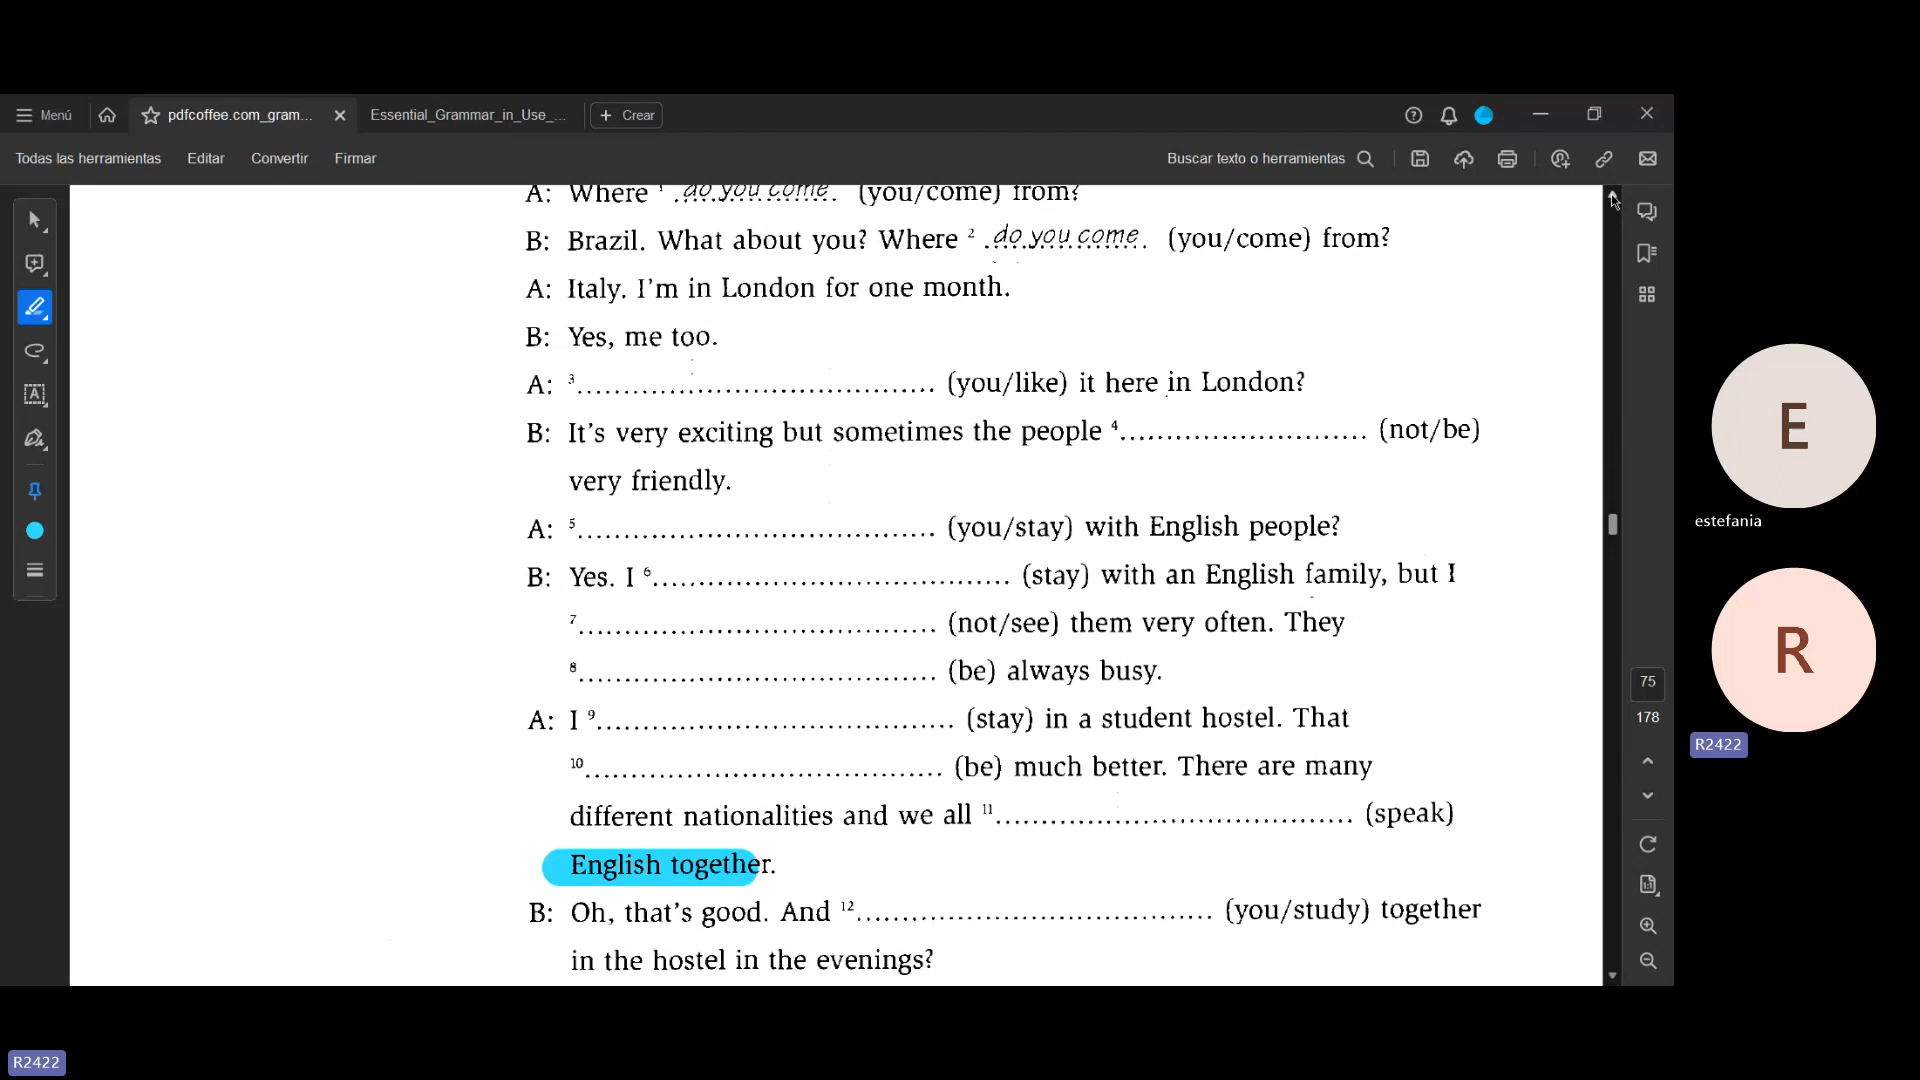 Menú
pdfcoffee.com_gram...
Essential_Grammar_in_Use_...
Crear
Todas las herramientas
Editar
Convertir
Firmar
Buscar texto o herramientas
A: Where 1 do you come (you/come) from?
B: Brazil. What about you? Where 2 do you come (you/come) from?
A: Italy. I'm in London for one month.
B: Yes, me too.
A: 3........................................ (you/like) it here in London?
B: It's very exciting but sometimes the people 4........................... (not/be)
very friendly.
A: 5........................................ (you/stay) with English people?
B: Yes. I 6........................................ (stay) with an English family, but I
7........................................ (not/see) them very often. They
8........................................ (be) always busy.
A: I 9........................................ (stay) in a student hostel. That
10........................................ (be) much better. There are many
different nationalities and we all 11........................................ (speak)
English together.
B: Oh, that's good. And 12........................................ (you/study) together
in the hostel in the evenings?
75
178
E
estefania
R
R2422
R2422